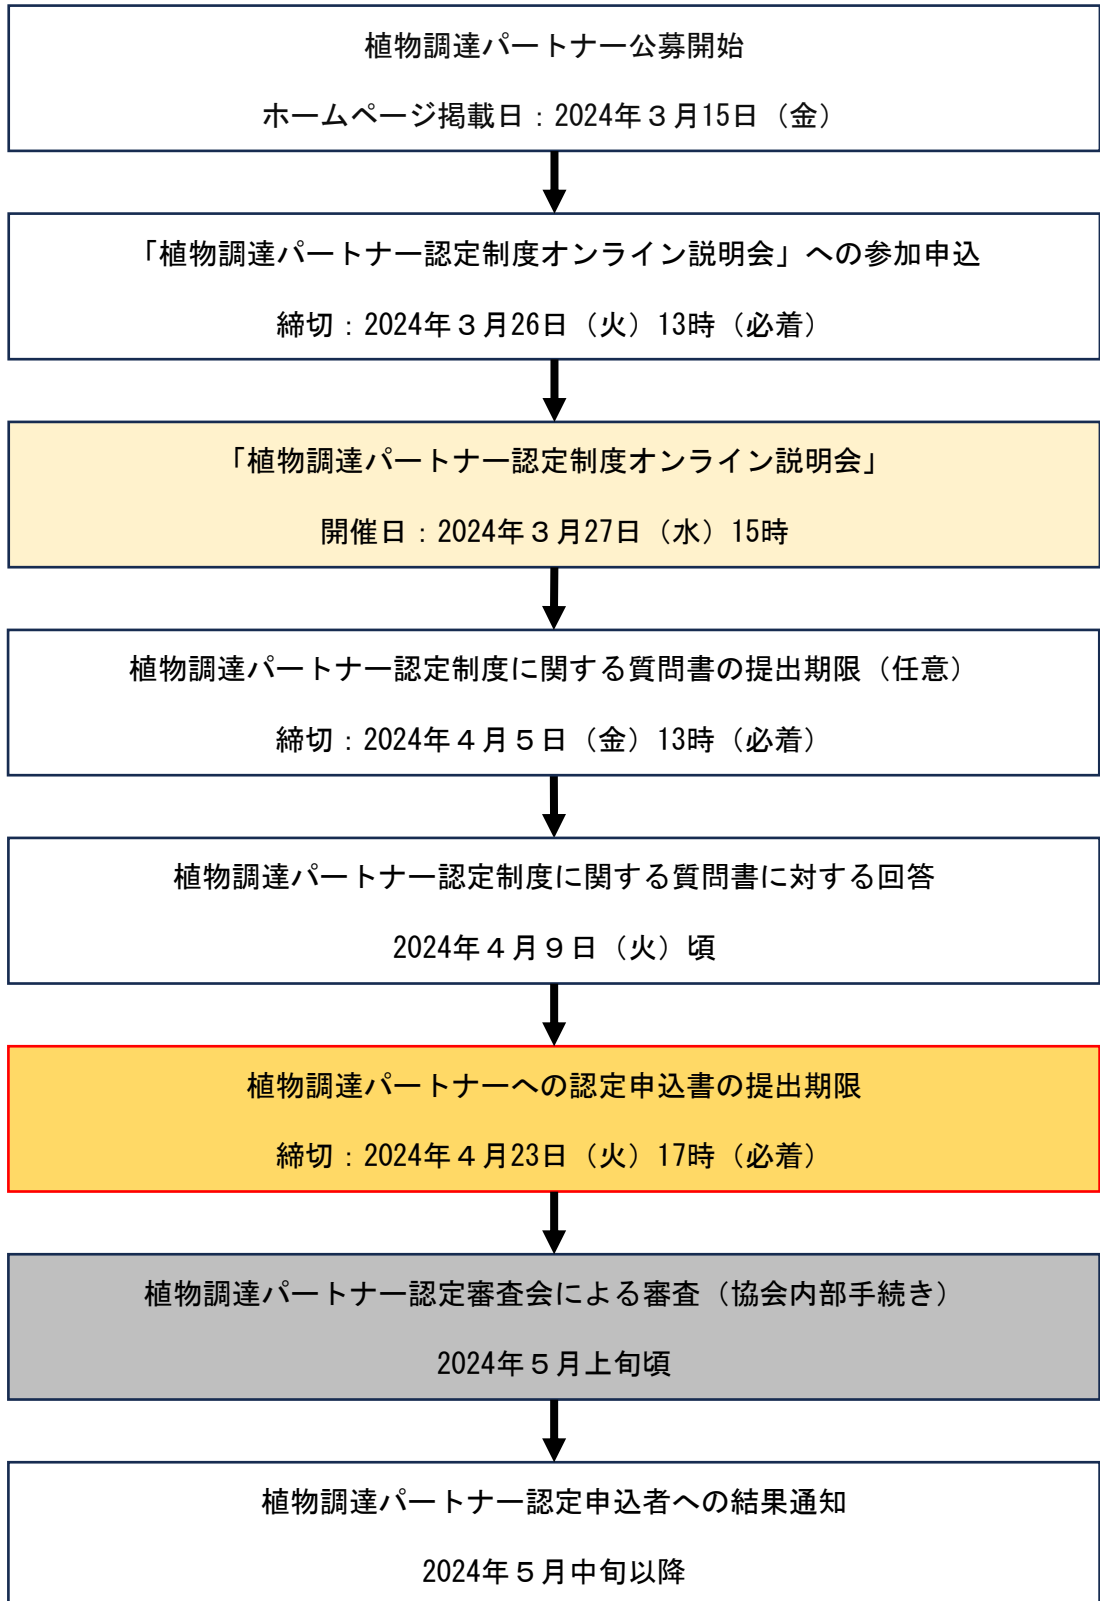 植物調達パートナー公募開始
ホームページ掲載日：2024年３月15日（金）
「植物調達パートナー認定制度オンライン説明会」への参加申込
締切：2024年３月26日（火）13時（必着）
「植物調達パートナー認定制度オンライン説明会」
開催日：2024年３月27日（水）15時
植物調達パートナー認定制度に関する質問書の提出期限（任意）
締切：2024年４月５日（金）13時（必着）
植物調達パートナー認定制度に関する質問書に対する回答
2024年４月９日（火）頃
植物調達パートナーへの認定申込書の提出期限
締切：2024年４月23日（火）17時（必着）
植物調達パートナー認定審査会による審査（協会内部手続き）
2024年５月上旬頃
植物調達パートナー認定申込者への結果通知
2024年５月中旬以降